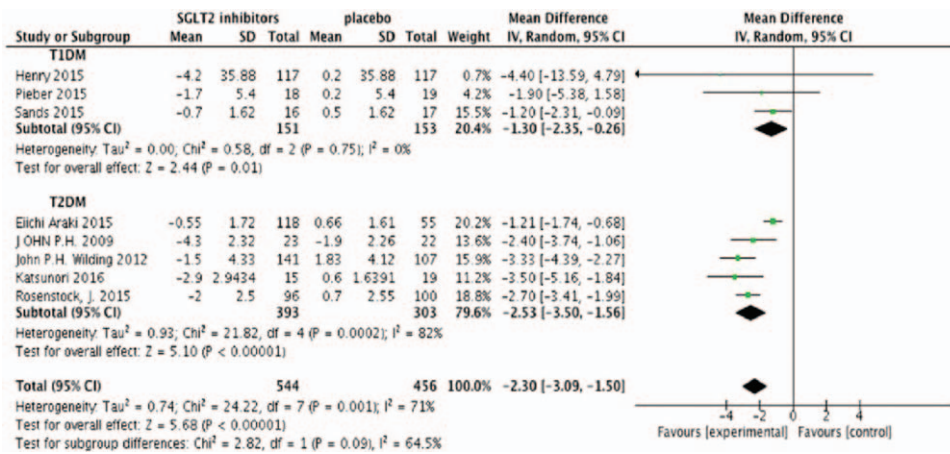 SGLT2 inhibitors placebo Mean Difference Mean Difference
Study or Subgroup Mean SD Total Mean SD Total Weight IV, Random, 95% CI IV, Random, 95% CI
T1DM
Henry 2015 -4.2 35.88 117 0.2 35.88 117 0.7% -4.40 [-13.59, 4.79]
Pieber 2015 -1.7 5.4 18 0.2 5.4 19 4.2% -1.90 [-5.38, 1.58]
Sands 2015 -0.7 1.62 16 0.5 1.62 17 15.5% -1.20 [-2.31, -0.09]
Subtotal (95% CI) 151 153 20.4% -1.30 [-2.35, -0.26]
Heterogeneity: Tau² = 0.00; Chi² = 0.58, df = 2 (P = 0.75); I² = 0%
Test for overall effect: Z = 2.44 (P = 0.01)
T2DM
Eiichi Araki 2015 -0.55 1.72 118 0.66 1.61 55 20.2% -1.21 [-1.74, -0.68]
J OHN P.H. 2009 -4.3 2.32 23 -1.9 2.26 22 13.6% -2.40 [-3.74, -1.06]
John P.H. Wilding 2012 -1.5 4.33 141 1.83 4.12 107 15.9% -3.33 [-4.39, -2.27]
Katsunori 2016 -2.9 2.9434 15 0.6 1.6391 19 9.6% -3.50 [-5.16, -1.84]
Rosenstock, J. 2015 -2 2.5 96 0.7 2.55 100 18.8% -2.70 [-3.41, -1.99]
Subtotal (95% CI) 393 303 79.6% -2.53 [-3.50, -1.56]
Heterogeneity: Tau² = 0.93; Chi² = 21.82, df = 4 (P = 0.0002); I² = 82%
Test for overall effect: Z = 5.10 (P < 0.00001)
Total (95% CI) 544 456 100.0% -2.30 [-3.09, -1.50]
Heterogeneity: Tau² = 0.74; Chi² = 24.22, df = 7 (P = 0.001); I² = 71%
Test for overall effect: Z = 5.68 (P < 0.00001)
Test for subgroup differences: Chi² = 2.82, df = 1 (P = 0.09), I² = 64.5%
-4 -2 0 2 4
Favours [experimental] Favours [control]